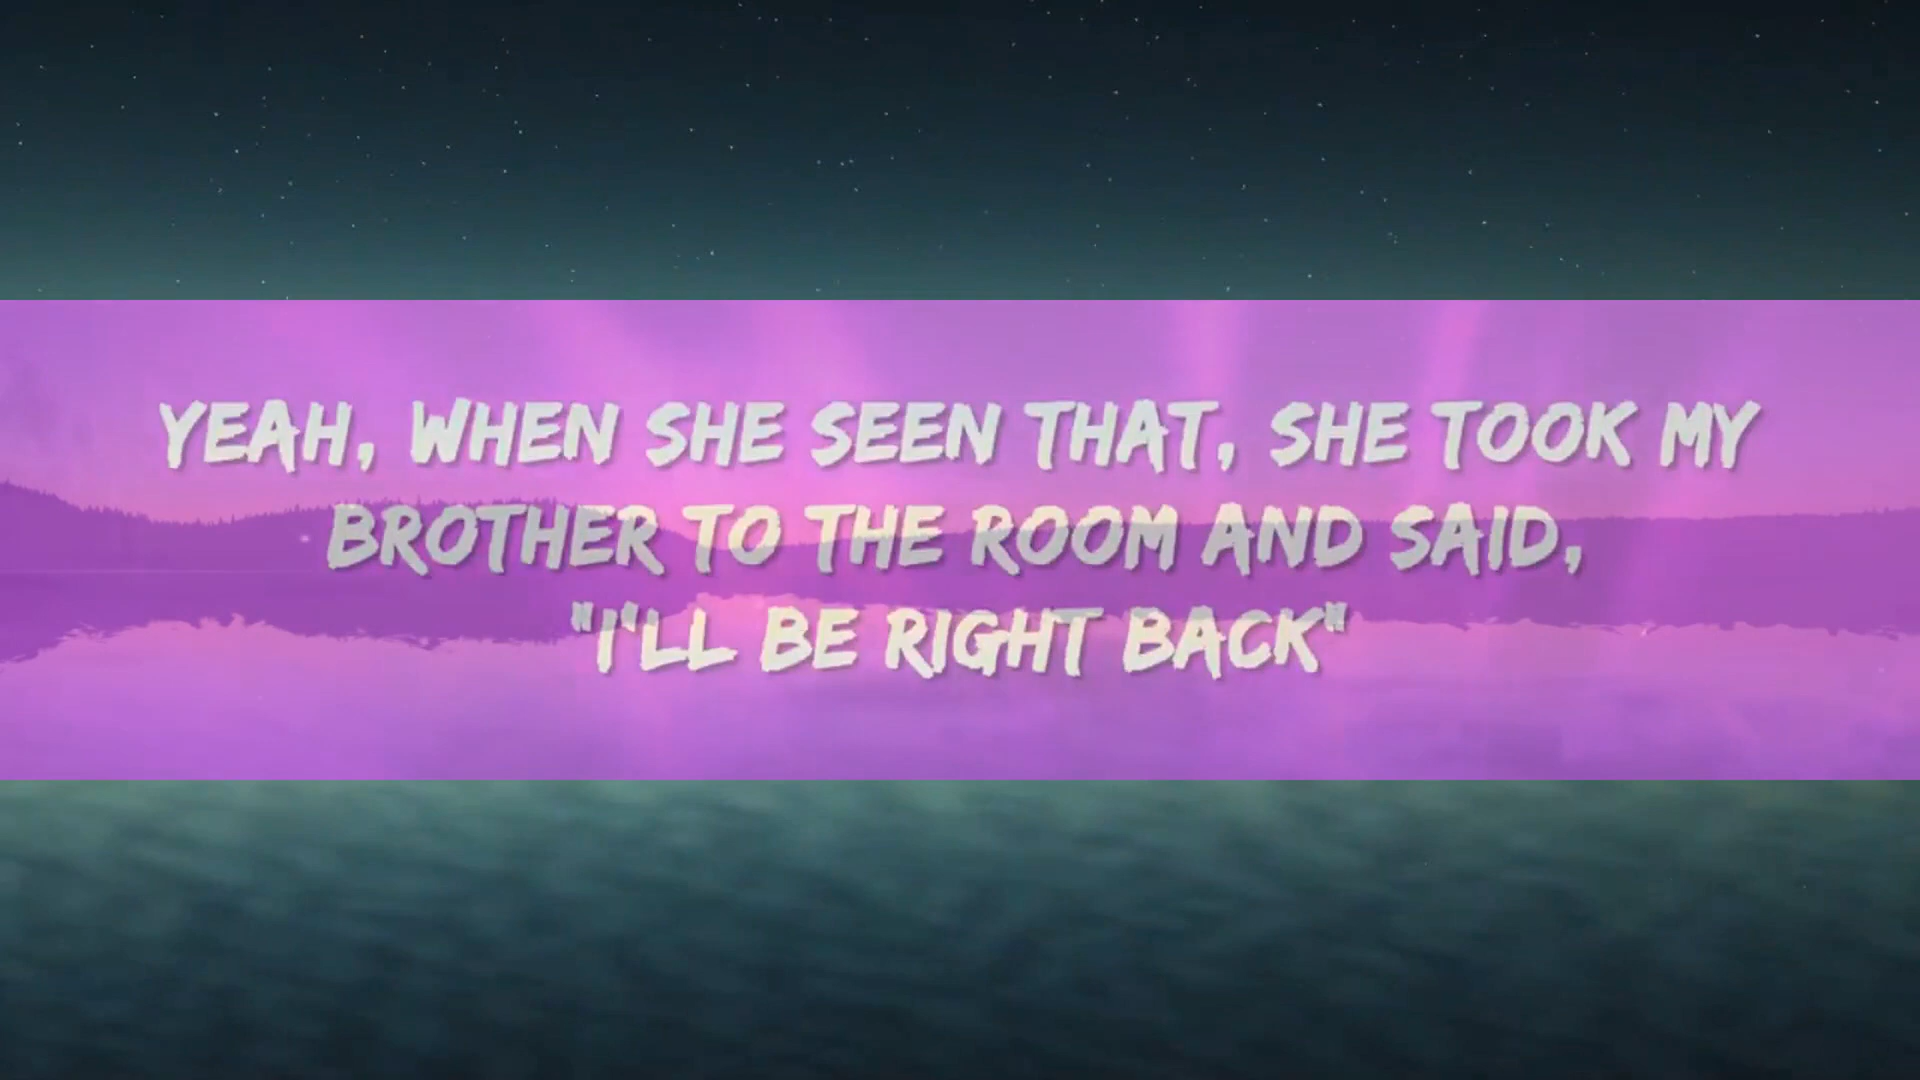 YEAH, WHEN SHE SEEN THAT, SHE TOOK MY
BROTHER TO THE ROOM AND SAID,
"I'LL BE RIGHT BACK"